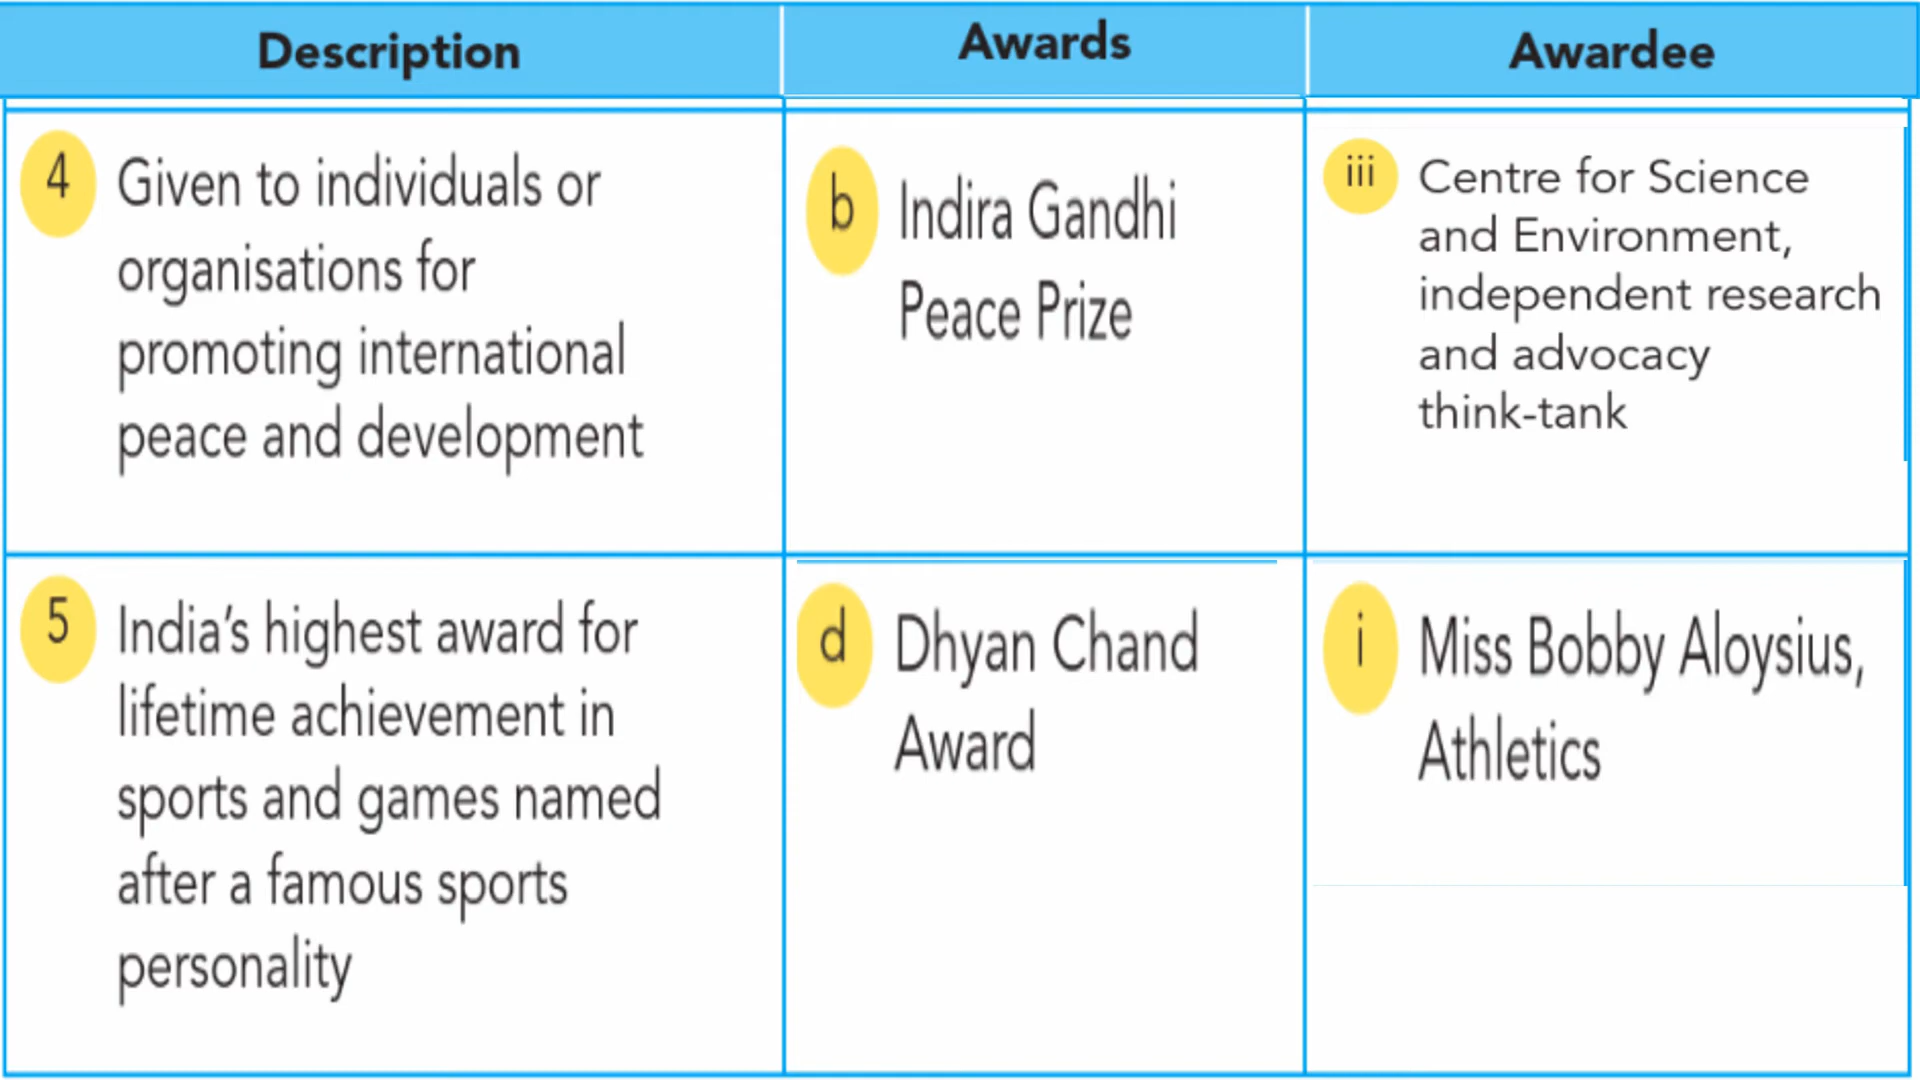 Description
Awards
Awardee
4
Given to individuals or
organisations for
promoting international
peace and development
b
Indira Gandhi
Peace Prize
iii
Centre for Science
and Environment,
independent research
and advocacy
think-tank
5
India's highest award for
lifetime achievement in
sports and games named
after a famous sports
personality
d
Dhyan Chand
Award
i
Miss Bobby Aloysius,
Athletics